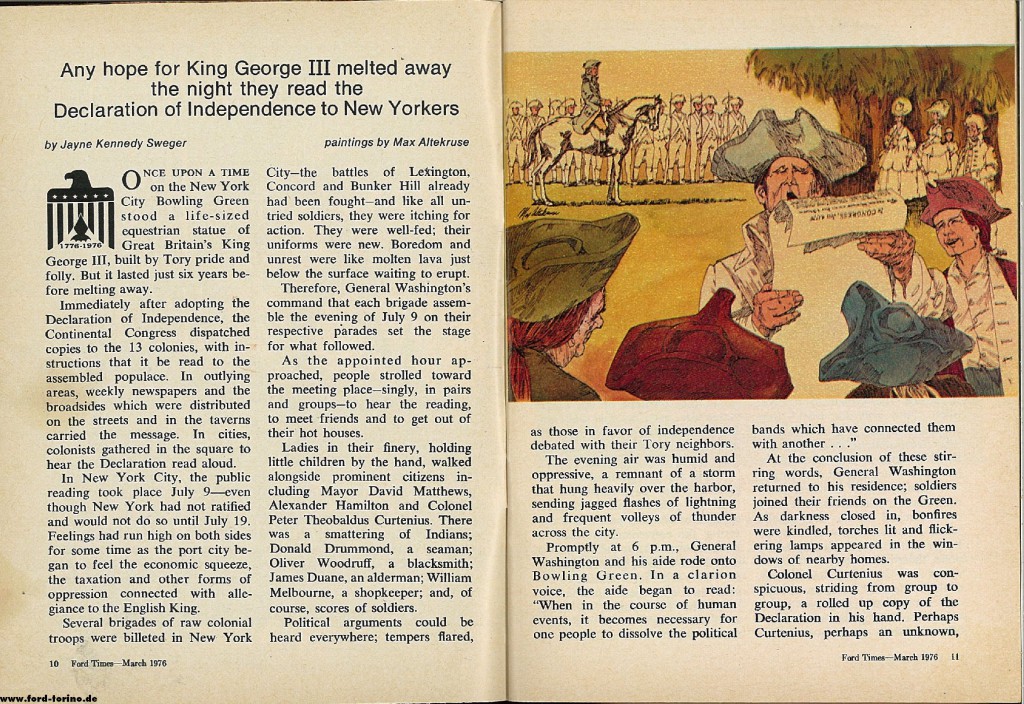 Any hope for King George III melted away
the night they read the
Declaration of Independence to New Yorkers
by Jayne Kennedy Sweger
paintings by Max Altekruse
1776-1976
ONCE UPON A TIME
on the New York
City Bowling Green
stood a life-sized
equestrian statue of
Great Britain's King
George III, built by Tory pride and
folly. But it lasted just six years be-
fore melting away.
Immediately after adopting the
Declaration of Independence, the
Continental Congress dispatched
copies to the 13 colonies, with in-
structions that it be read to the
assembled populace. In outlying
areas, weekly newspapers and the
broadsides which were distributed
on the streets and in the taverns
carried the message. In cities,
colonists gathered in the square to
hear the Declaration read aloud.
In New York City, the public
reading took place July 9—even
though New York had not ratified
and would not do so until July 19.
Feelings had run high on both sides
for some time as the port city be-
gan to feel the economic squeeze,
the taxation and other forms of
oppression connected with alle-
giance to the English King.
Several brigades of raw colonial
troops were billeted in New York
City—the battles of Lexington,
Concord and Bunker Hill already
had been fought—and like all un-
tried soldiers, they were itching for
action. They were well-fed; their
uniforms were new. Boredom and
unrest were like molten lava just
below the surface waiting to erupt.
Therefore, General Washington's
command that each brigade assem-
ble the evening of July 9 on their
respective parades set the stage
for what followed.
As the appointed hour ap-
proached, people strolled toward
the meeting place—singly, in pairs
and groups—to hear the reading,
to meet friends and to get out of
their hot houses.
Ladies in their finery, holding
little children by the hand, walked
alongside prominent citizens in-
cluding Mayor David Matthews,
Alexander Hamilton and Colonel
Peter Theobaldus Curtenius. There
was a smattering of Indians;
Donald Drummond, a seaman;
Oliver Woodruff, a blacksmith;
James Duane, an alderman; William
Melbourne, a shopkeeper; and, of
course, scores of soldiers.
Political arguments could be
heard everywhere; tempers flared,
10 Ford Times—March 1976
IN CONGRESS, July 4, 1776
as those in favor of independence
debated with their Tory neighbors.
The evening air was humid and
oppressive, a remnant of a storm
that hung heavily over the harbor,
sending jagged flashes of lightning
and frequent volleys of thunder
across the city.
Promptly at 6 p.m., General
Washington and his aide rode onto
Bowling Green. In a clarion
voice, the aide began to read:
"When in the course of human
events, it becomes necessary for
one people to dissolve the political
bands which have connected them
with another . . ."
At the conclusion of these stir-
ring words, General Washington
returned to his residence; soldiers
joined their friends on the Green.
As darkness closed in, bonfires
were kindled, torches lit and flick-
ering lamps appeared in the win-
dows of nearby homes.
Colonel Curtenius was con-
spicuous, striding from group to
group, a rolled up copy of the
Declaration in his hand. Perhaps
Curtenius, perhaps an unknown,
Ford Times—March 1976 11
www.ford-torino.de